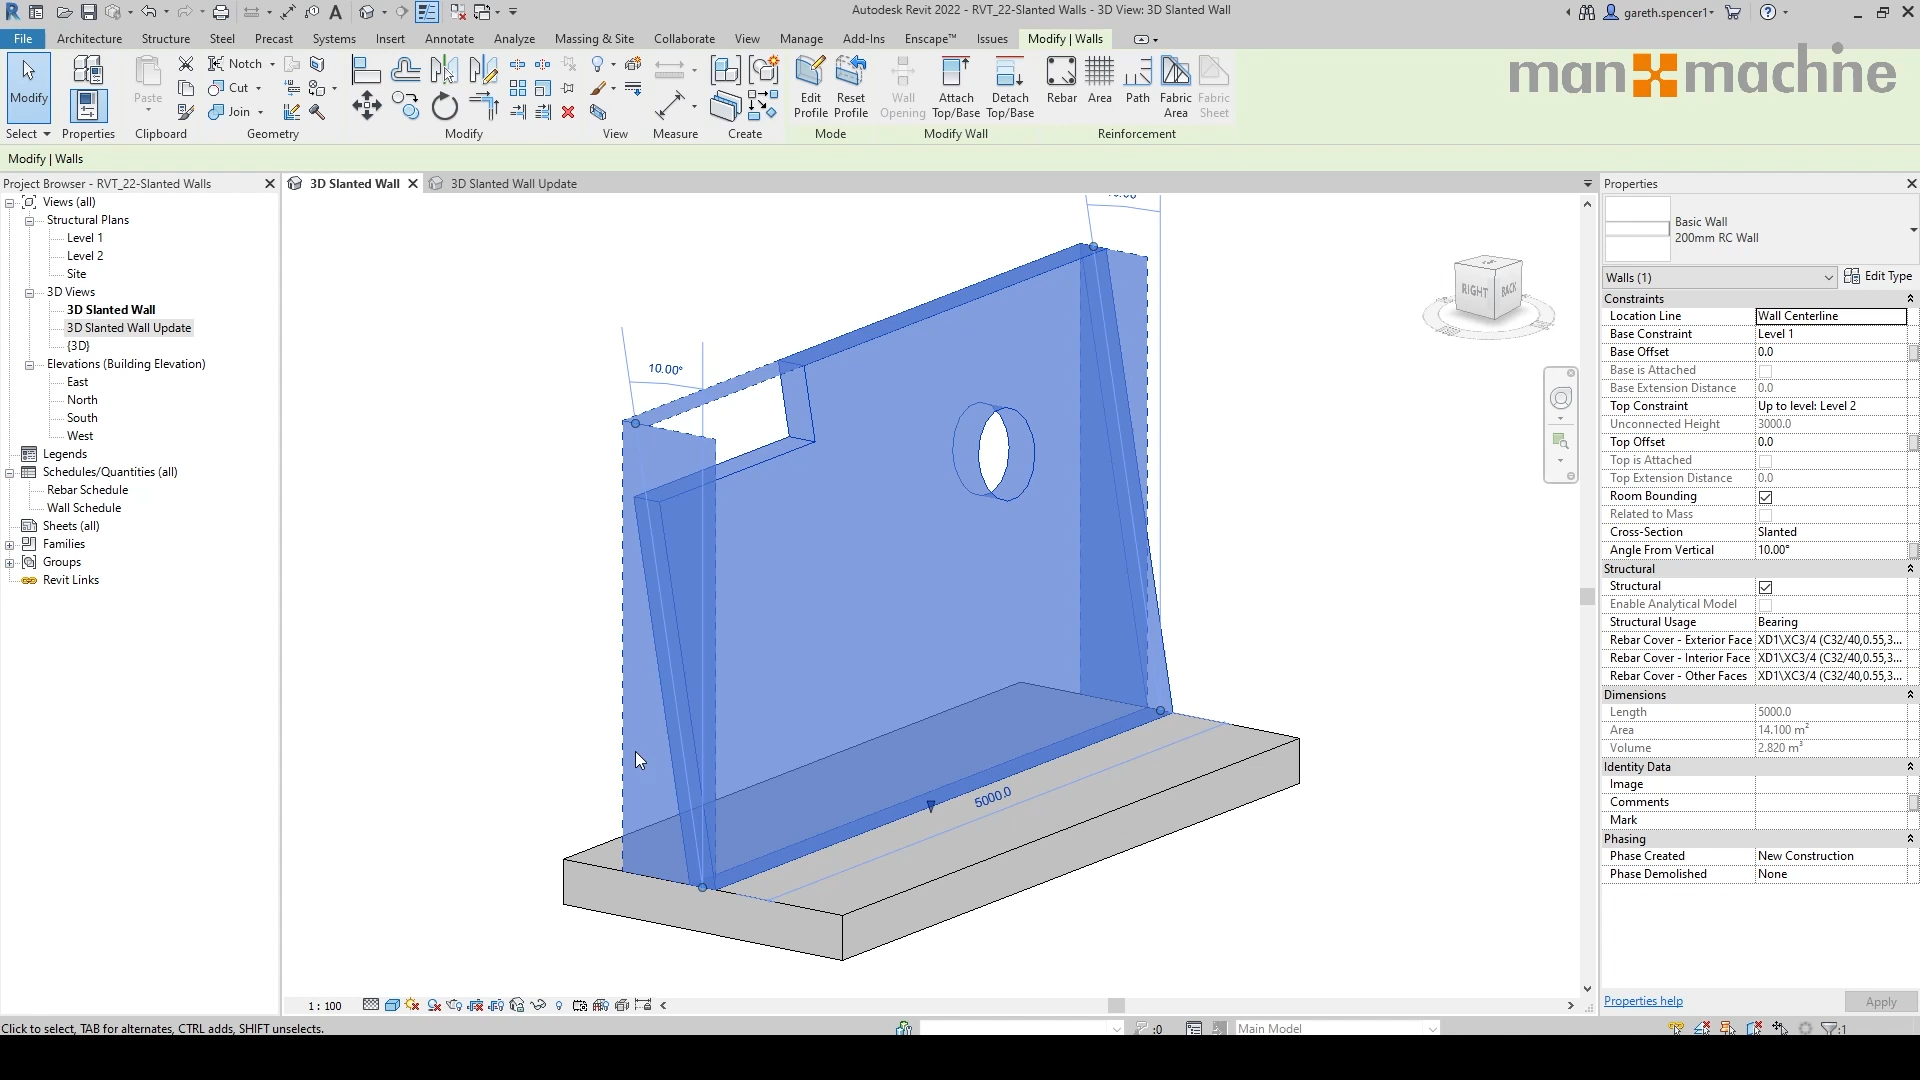 Autodesk Revit 2022 - RVT_22-Slanted Walls - 3D View: 3D Slanted Wall
gareth.spencer1
File
Architecture
Structure
Steel
Precast
Systems
Insert
Annotate
Analyze
Massing & Site
Collaborate
View
Manage
Add-Ins
Enscape™
Issues
Modify | Walls
Modify
Paste
Notch
Cut
Join
Edit Profile
Reset Profile
Wall Opening
Attach Top/Base
Detach Top/Base
Rebar
Area
Path
Fabric Area
Fabric Sheet
manxmachine
Select
Properties
Clipboard
Geometry
Modify
View
Measure
Create
Mode
Modify Wall
Reinforcement
Modify | Walls
Project Browser - RVT_22-Slanted Walls
Views (all)
Structural Plans
Level 1
Level 2
Site
3D Views
3D Slanted Wall
3D Slanted Wall Update
{3D}
Elevations (Building Elevation)
East
North
South
West
Legends
Schedules/Quantities (all)
Rebar Schedule
Wall Schedule
Sheets (all)
Families
Groups
Revit Links
3D Slanted Wall
3D Slanted Wall Update
10.00°
5000.0
RIGHT
BACK
Properties
Basic Wall
200mm RC Wall
Walls (1)
Edit Type
Constraints
Location Line Wall Centerline
Base Constraint Level 1
Base Offset 0.0
Base is Attached
Base Extension Distance 0.0
Top Constraint Up to level: Level 2
Unconnected Height 3000.0
Top Offset 0.0
Top is Attached
Top Extension Distance 0.0
Room Bounding
Related to Mass
Cross-Section Slanted
Angle From Vertical 10.00°
Structural
Structural
Enable Analytical Model
Structural Usage Bearing
Rebar Cover - Exterior Face XD1\XC3/4 (C32/40,0.55,3...
Rebar Cover - Interior Face XD1\XC3/4 (C32/40,0.55,3...
Rebar Cover - Other Faces XD1\XC3/4 (C32/40,0.55,3...
Dimensions
Length 5000.0
Area 14.100 m²
Volume 2.820 m³
Identity Data
Image
Comments
Mark
Phasing
Phase Created New Construction
Phase Demolished None
Properties help
Apply
1 : 100
Click to select, TAB for alternates, CTRL adds, SHIFT unselects.
:0
Main Model
:1